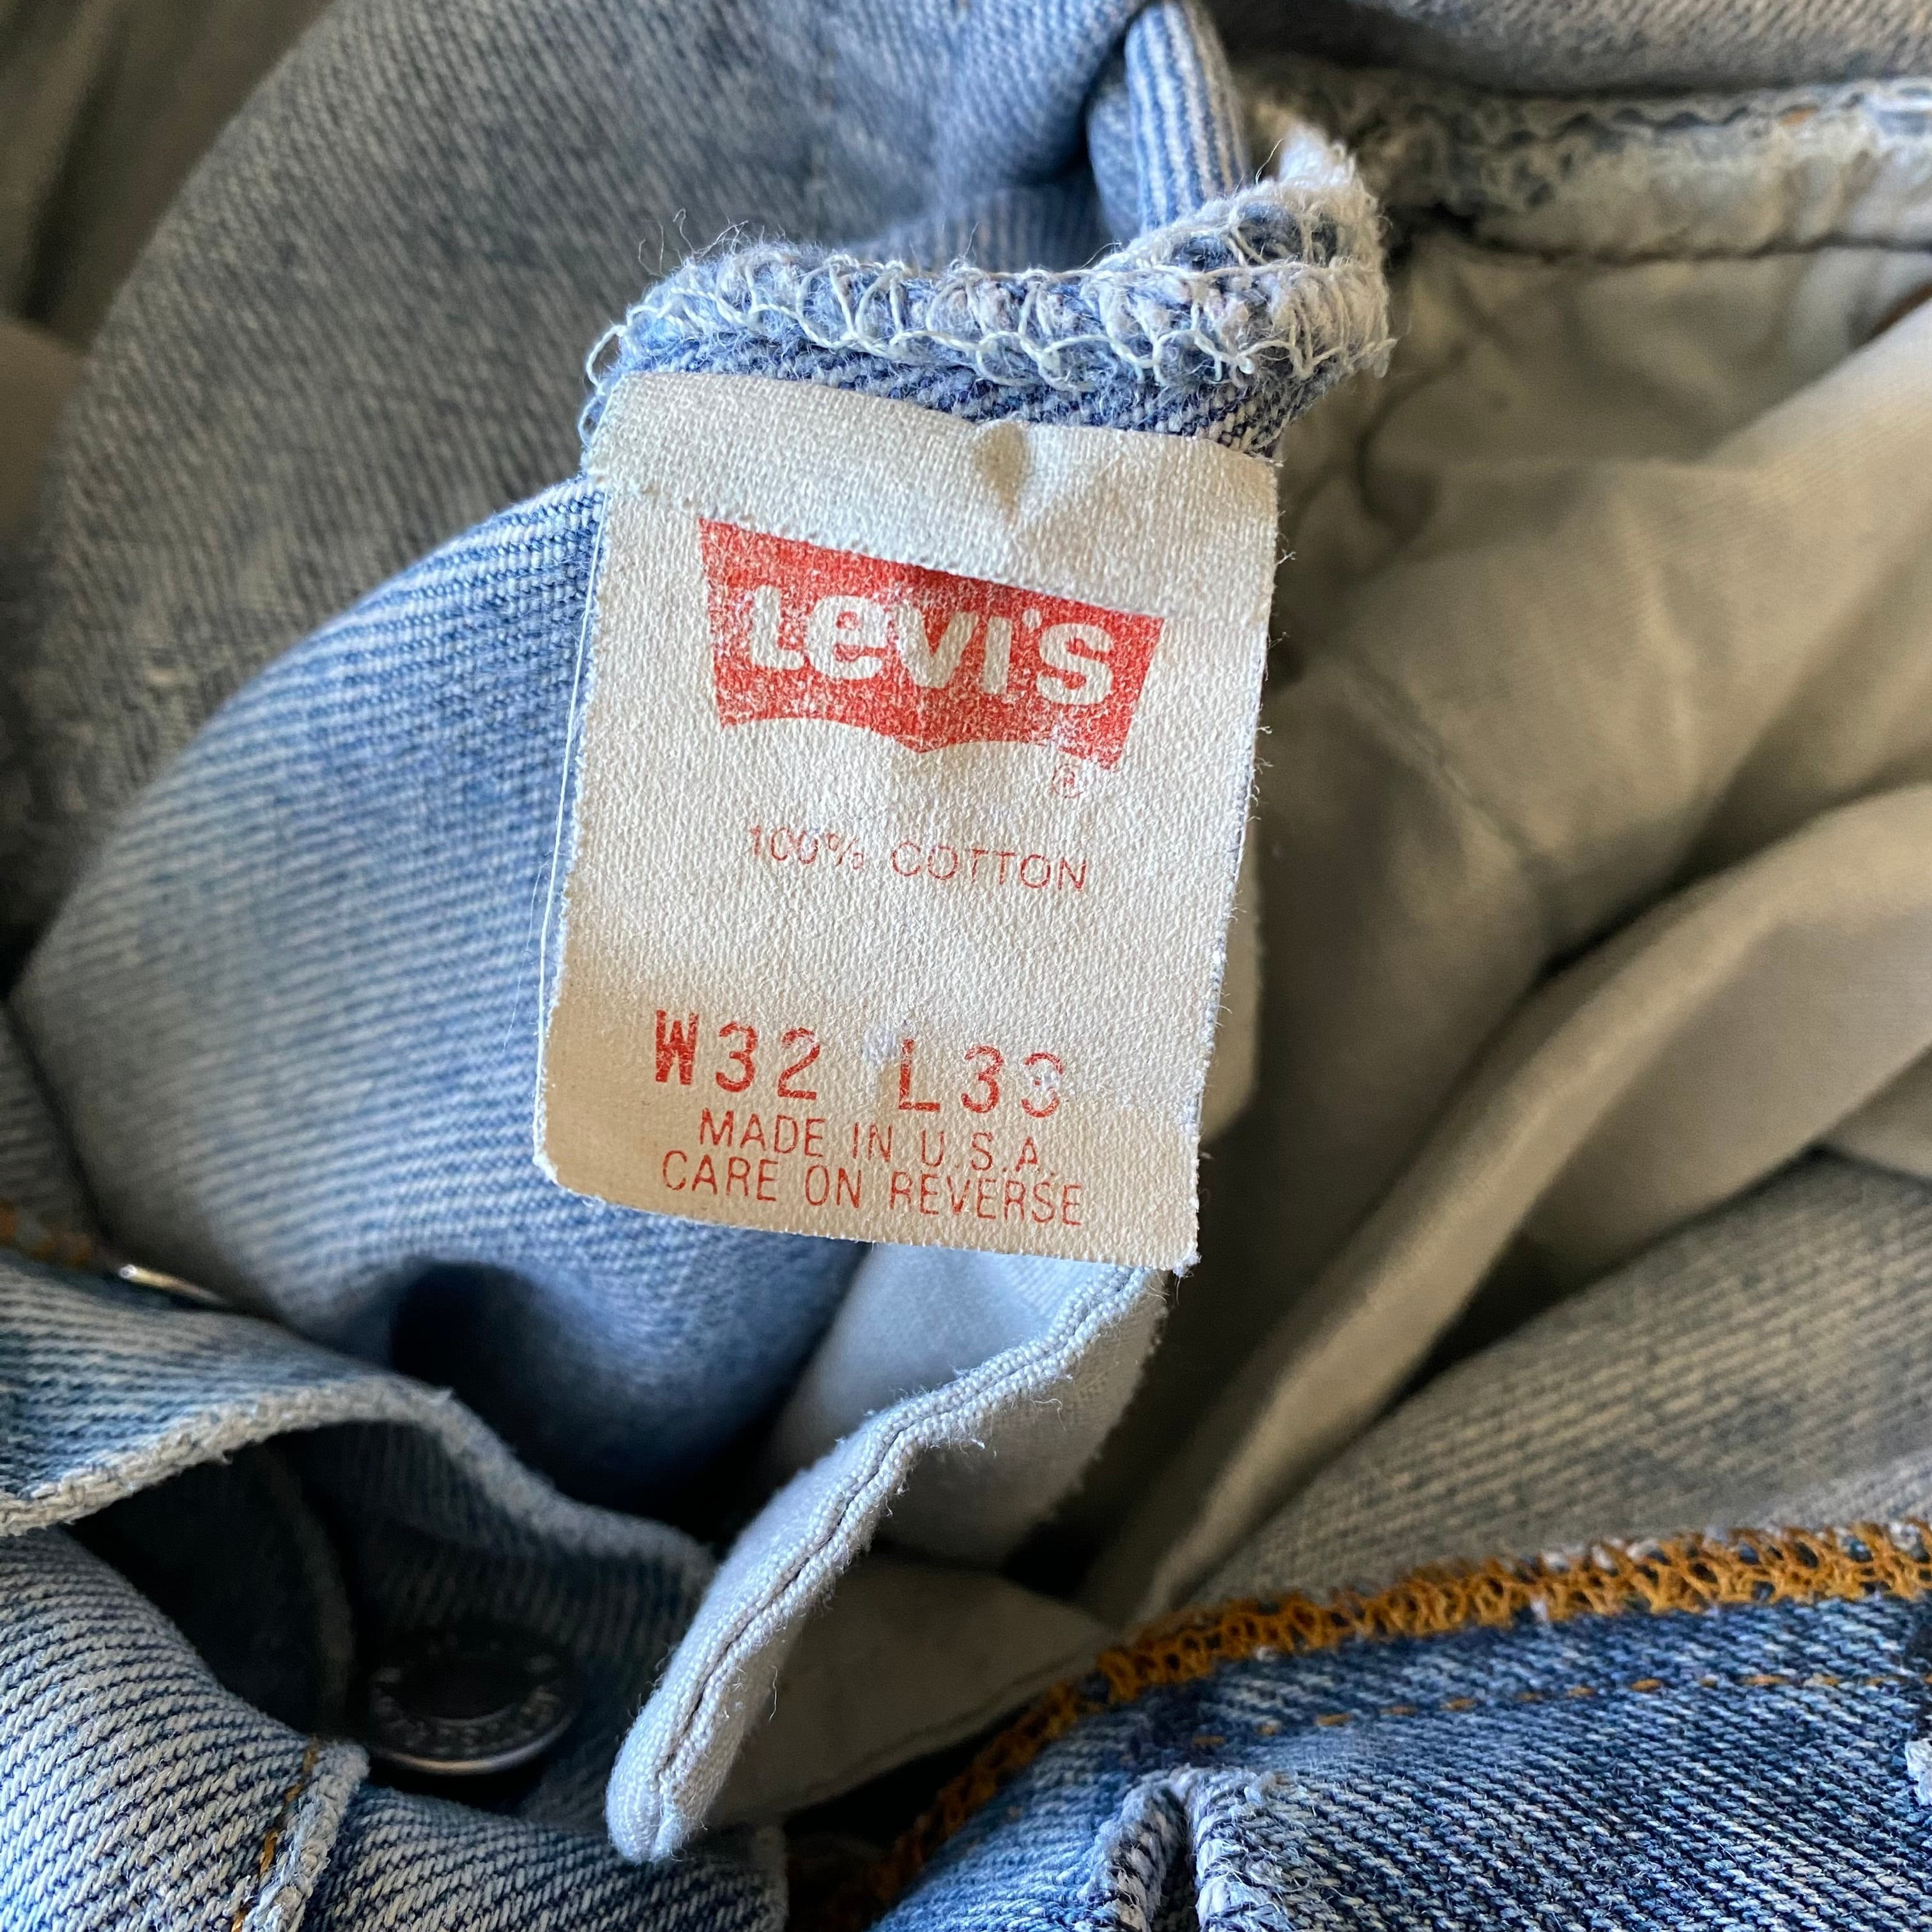 LEVI'S
®
100% COTTON
W32 L33
MADE IN U.S.A.
CARE ON REVERSE